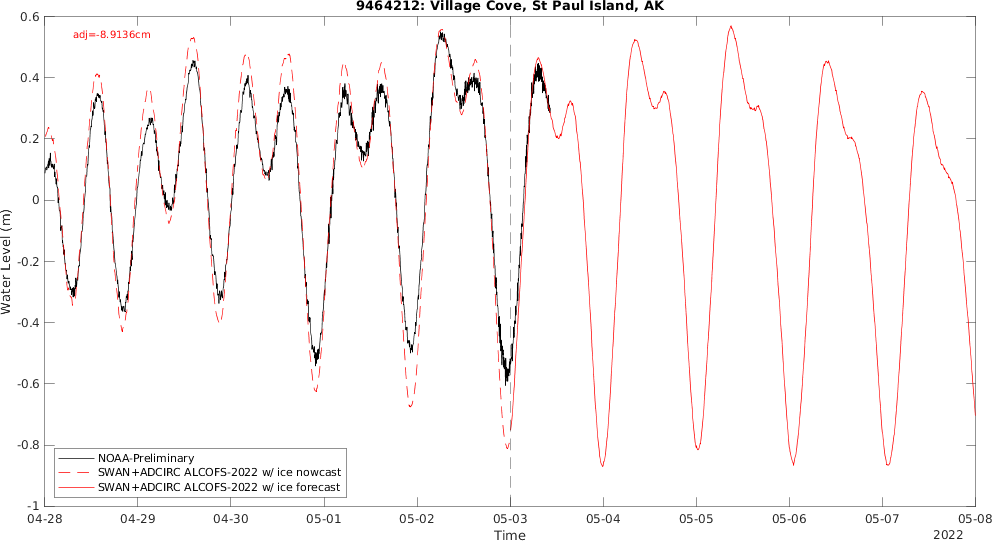 9464212: Village Cove, St Paul Island, AK
adj=-8.9136cm
0.6
0.4
0.2
0
-0.2
-0.4
-0.6
-0.8
-1
Water Level (m)
NOAA-Preliminary
SWAN+ADCIRC ALCOFS-2022 w/ ice nowcast
SWAN+ADCIRC ALCOFS-2022 w/ ice forecast
04-28 04-29 04-30 05-01 05-02 05-03 05-04 05-05 05-06 05-07 05-08
Time
2022